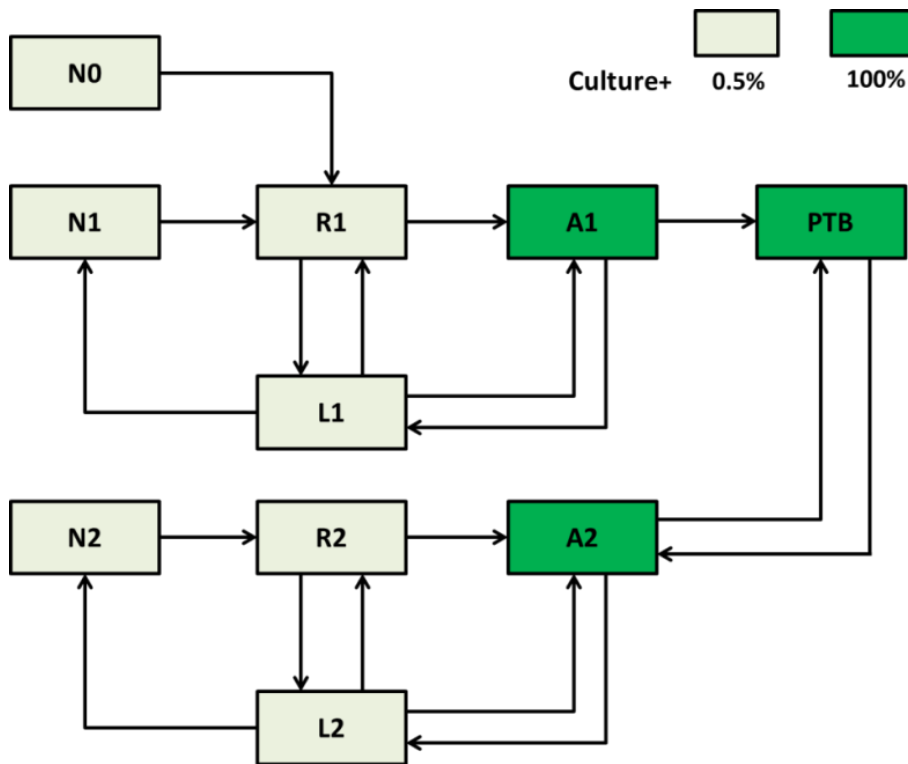 N0
Culture+ 0.5% 100%
N1 R1 A1 PTB
L1
N2 R2 A2
L2